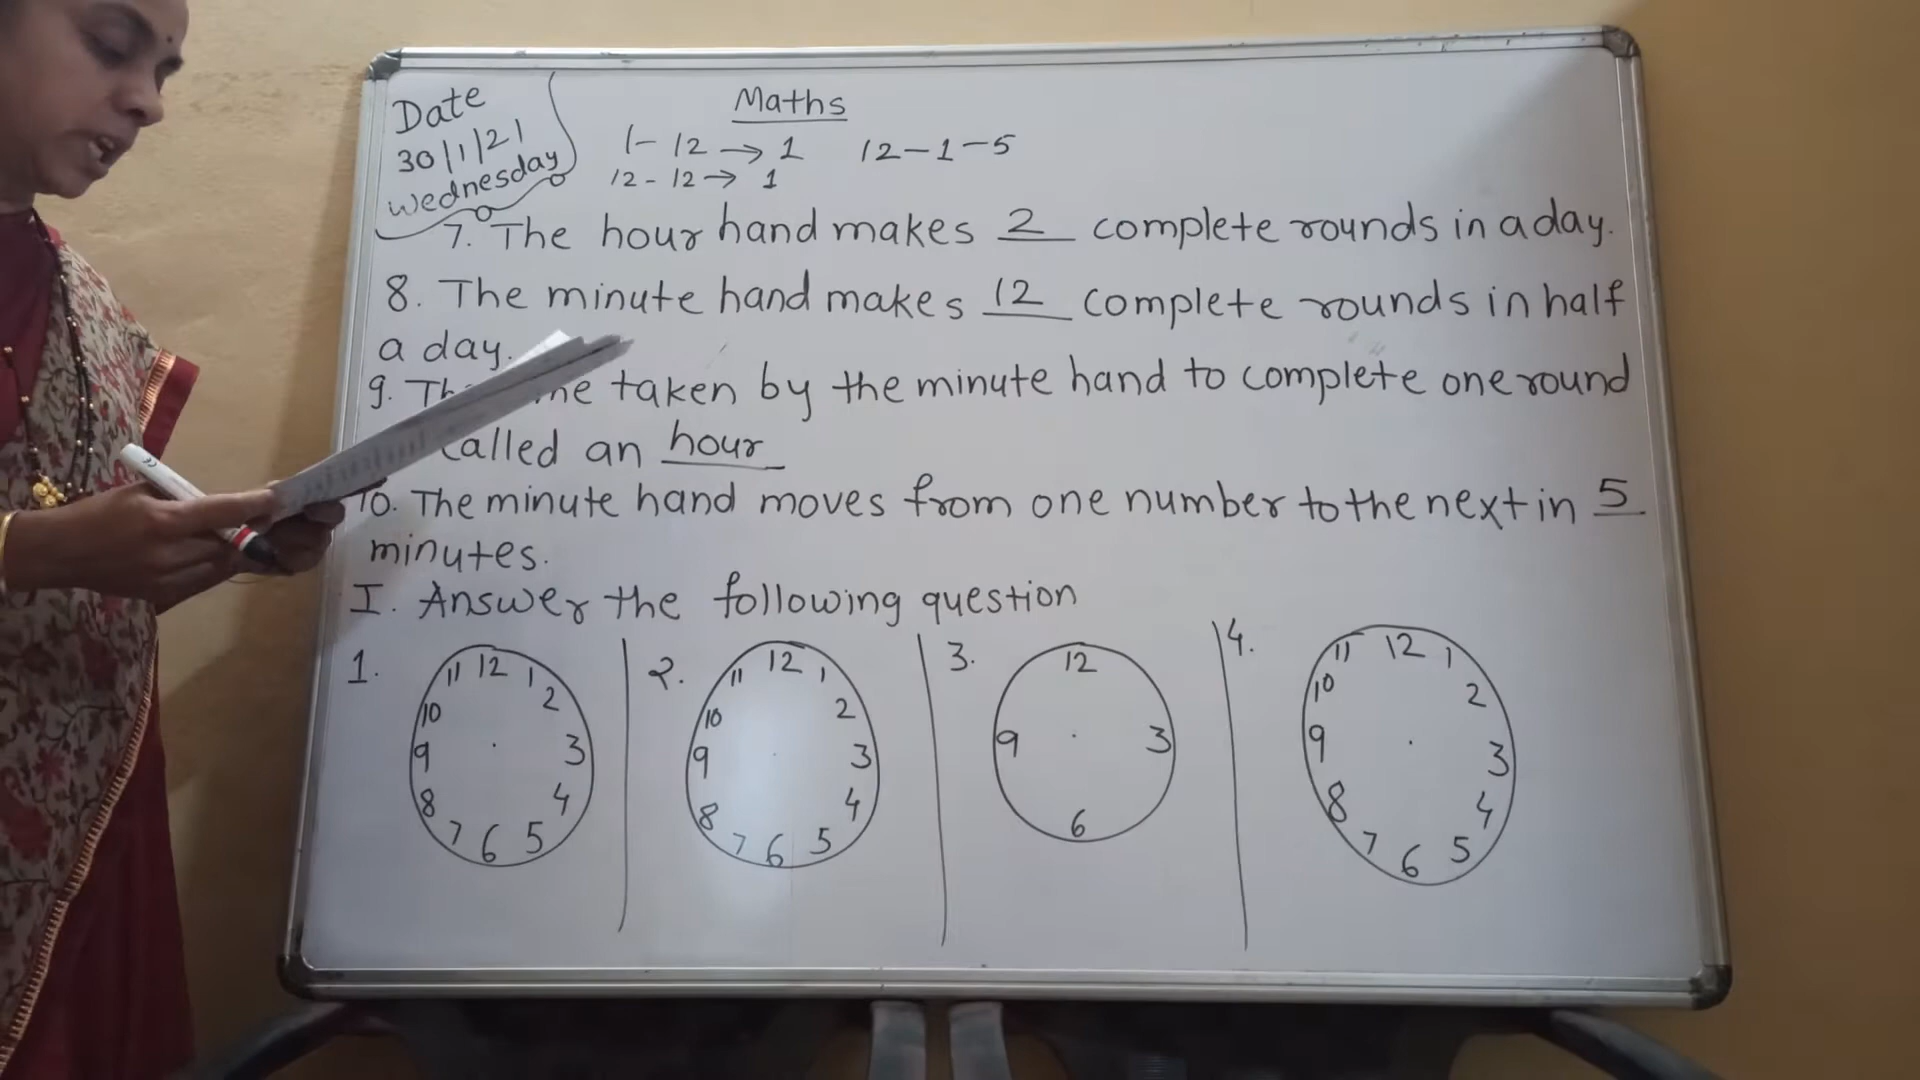 Date
30/1/21
Wednesday
Maths
1- 12 → 1 12-1-5
12- 12 → 1
7. The hour hand makes 2 complete rounds in a day.
8. The minute hand makes 12 complete rounds in half
a day.
9. taken by the minute hand to complete one round
called an hour
10. The minute hand moves from one number to the next in 5
minutes.
I. Answer the following question
1.
11 12 1
10 2
9 3
8 4
7 6 5
2.
11 12 1
10 2
9 3
8 4
7 6 5
3.
12
9 3
6
4.
11 12 1
10 2
9 3
8 4
7 6 5